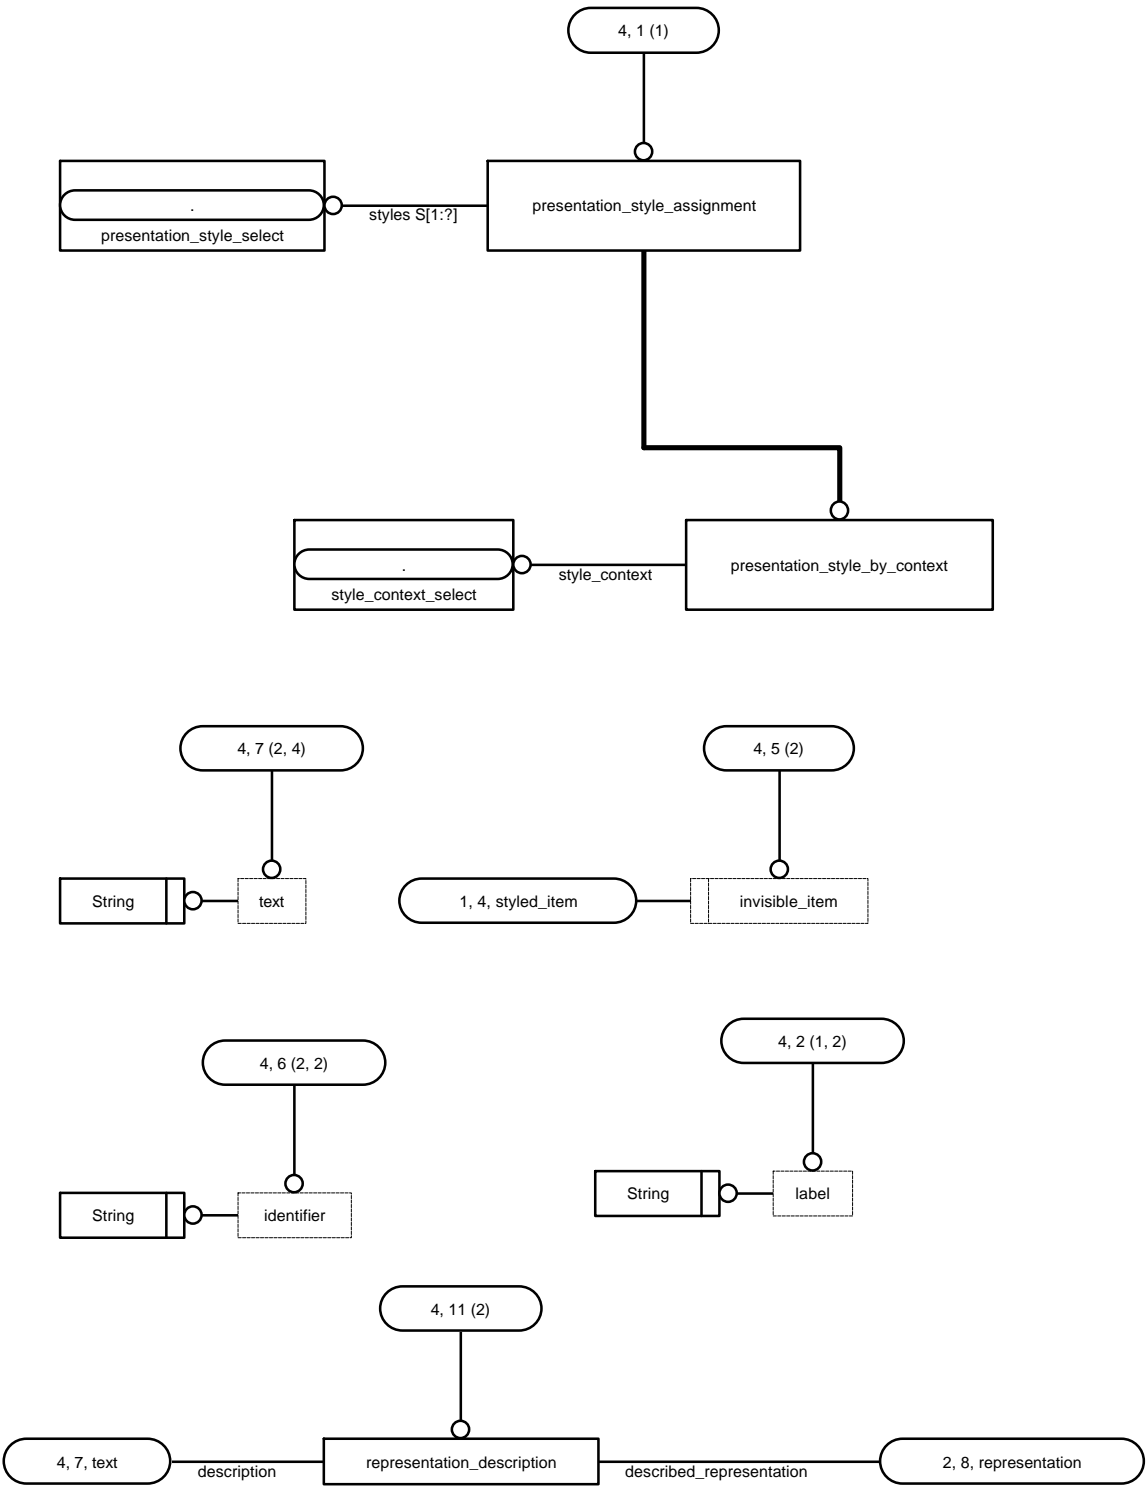 4, 1 (1)
.
styles S[1:?]
presentation_style_assignment
presentation_style_select
.
style_context
presentation_style_by_context
style_context_select
4, 7 (2, 4)
4, 5 (2)
String
text
1, 4, styled_item
invisible_item
4, 6 (2, 2)
4, 2 (1, 2)
String
identifier
String
label
4, 11 (2)
4, 7, text
description
representation_description
described_representation
2, 8, representation